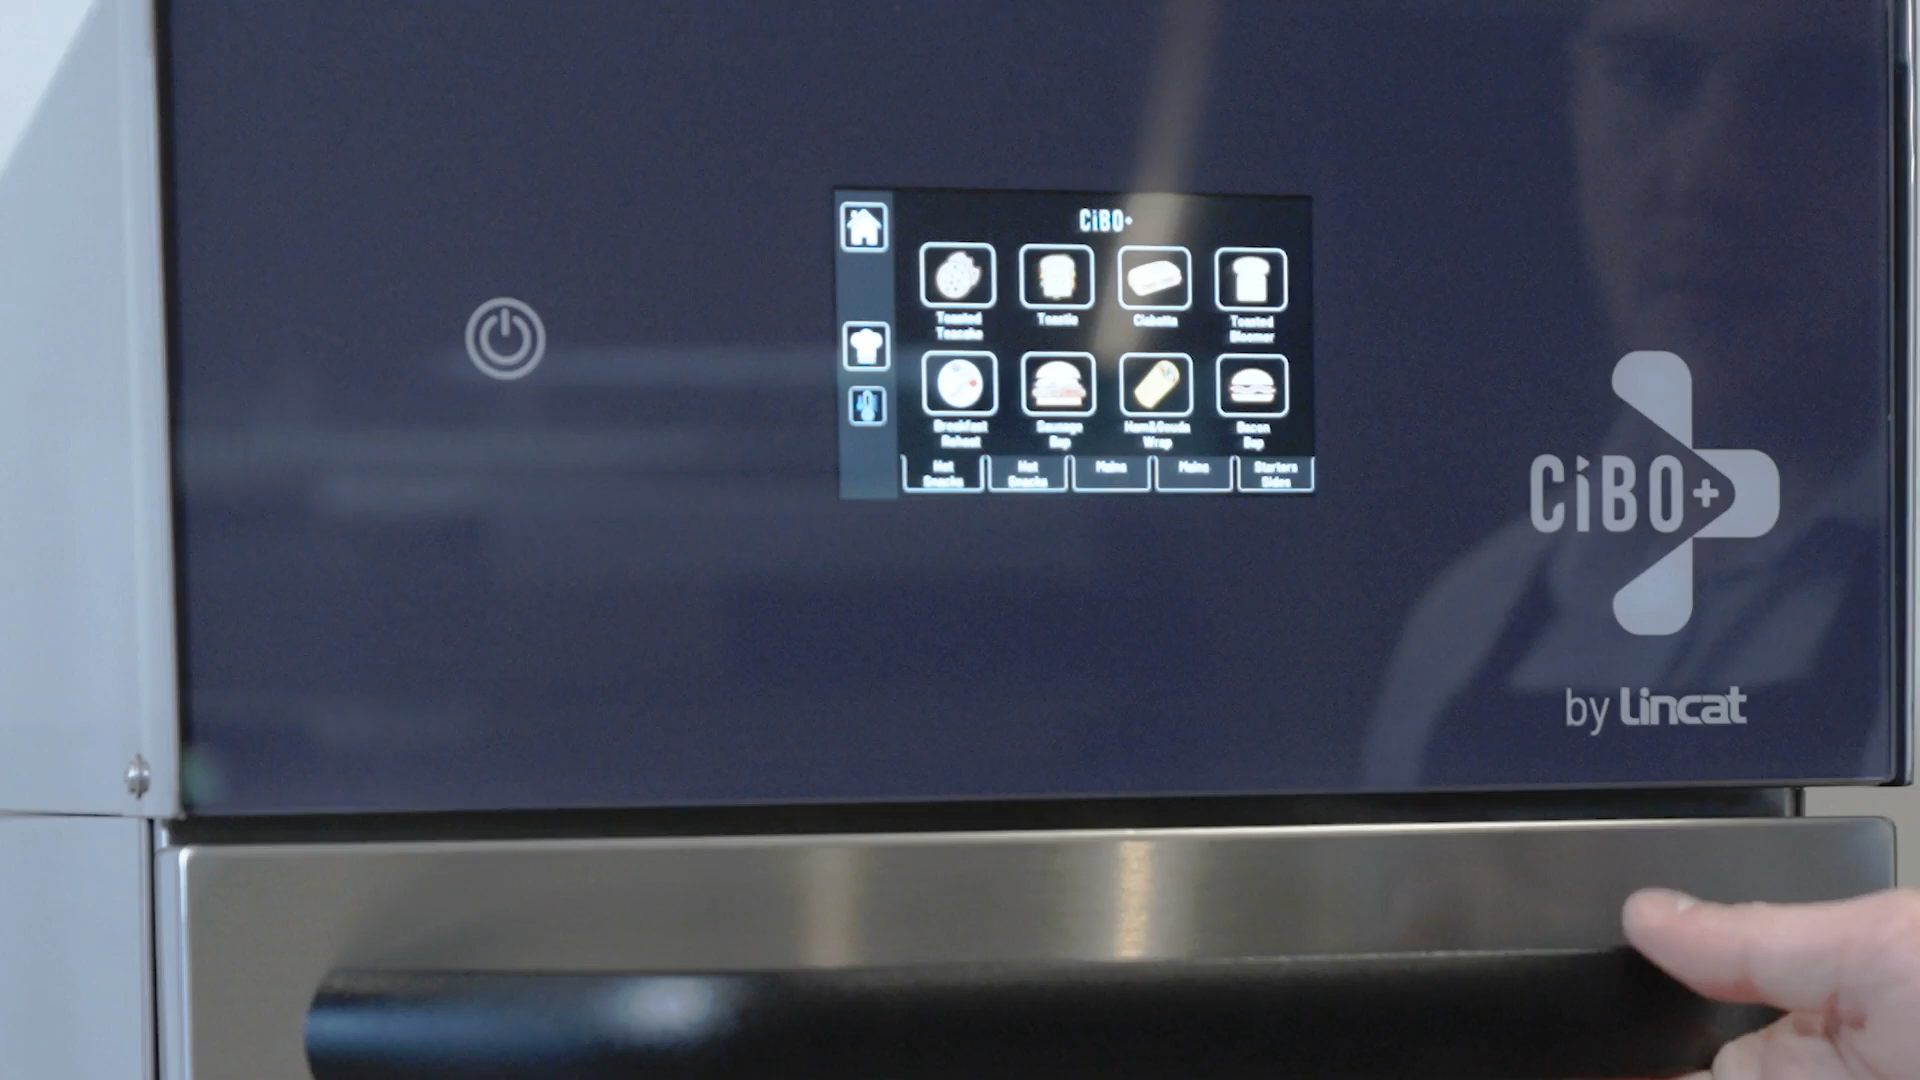 CiBO+
Toasted
Teacake
Toastie
Ciabatta
Toasted
Bloomer
Breakfast
Reheat
Sausage
Bap
Ham&Gouda
Wrap
Bacon
Bap
Hot
Snacks
Hot
Snacks
Mains
Mains
Starters
Sides
CiBO+
by Lincat